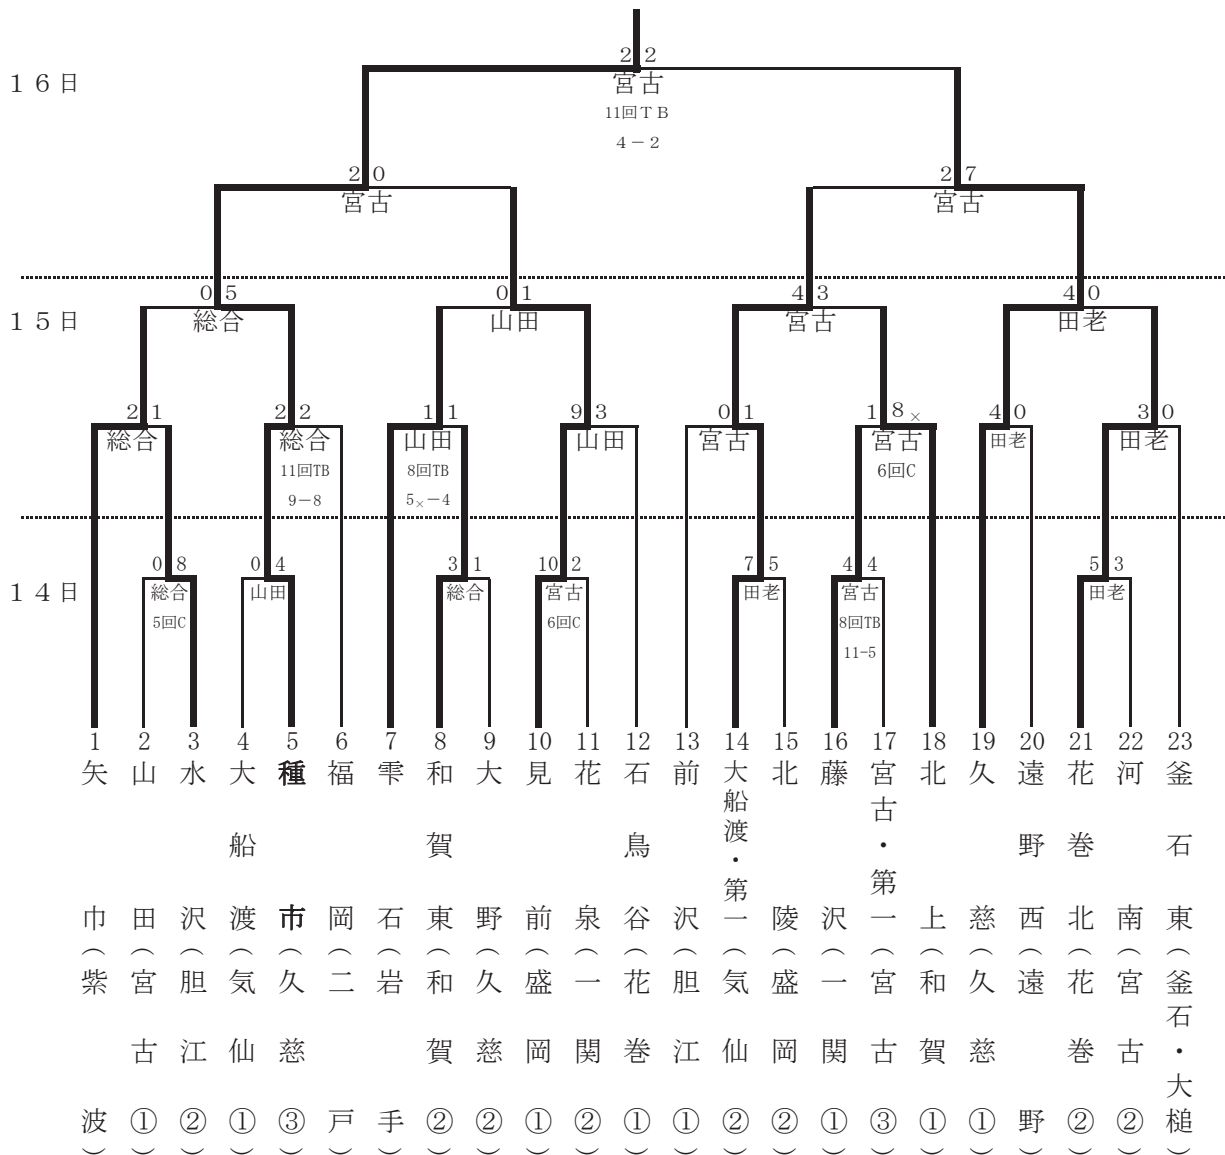 2 2
１６日
宮古
11回ＴＢ
４－２
2 0
2 7
宮古
宮古
0 5
0 1
4 3
4 0
１５日
総合
山田
宮古
田老
2 1
2 2
1 1
9 3
0 1
1 8×
4 0
3 0
総合
総合
山田
山田
宮古
宮古
田老
田老
11回TB
8回TB
6回C
9－8
5×－4
0 8
0 4
3 1
10 2
7 5
4 4
5 3
１４日
総合
山田
総合
宮古
田老
宮古
田老
5回C
6回C
8回TB
11-5
1 矢巾（紫波）
2 山田（宮古①）
3 水沢（胆江②）
4 大船渡（気仙①）
5 種市（久慈③）
6 福岡（二戸）
7 雫石（岩手）
8 和賀東（和賀②）
9 大野（久慈②）
10 見前（盛岡①）
11 花泉（一関②）
12 石鳥谷（花巻①）
13 前沢（胆江①）
14 大船渡・第一（気仙②）
15 北陵（盛岡②）
16 藤沢（一関①）
17 宮古・第一（宮古③）
18 北上（和賀①）
19 久慈（久慈①）
20 遠野西（遠野）
21 花巻北（花巻②）
22 河南（宮古②）
23 釜石東（釜石・大槌）